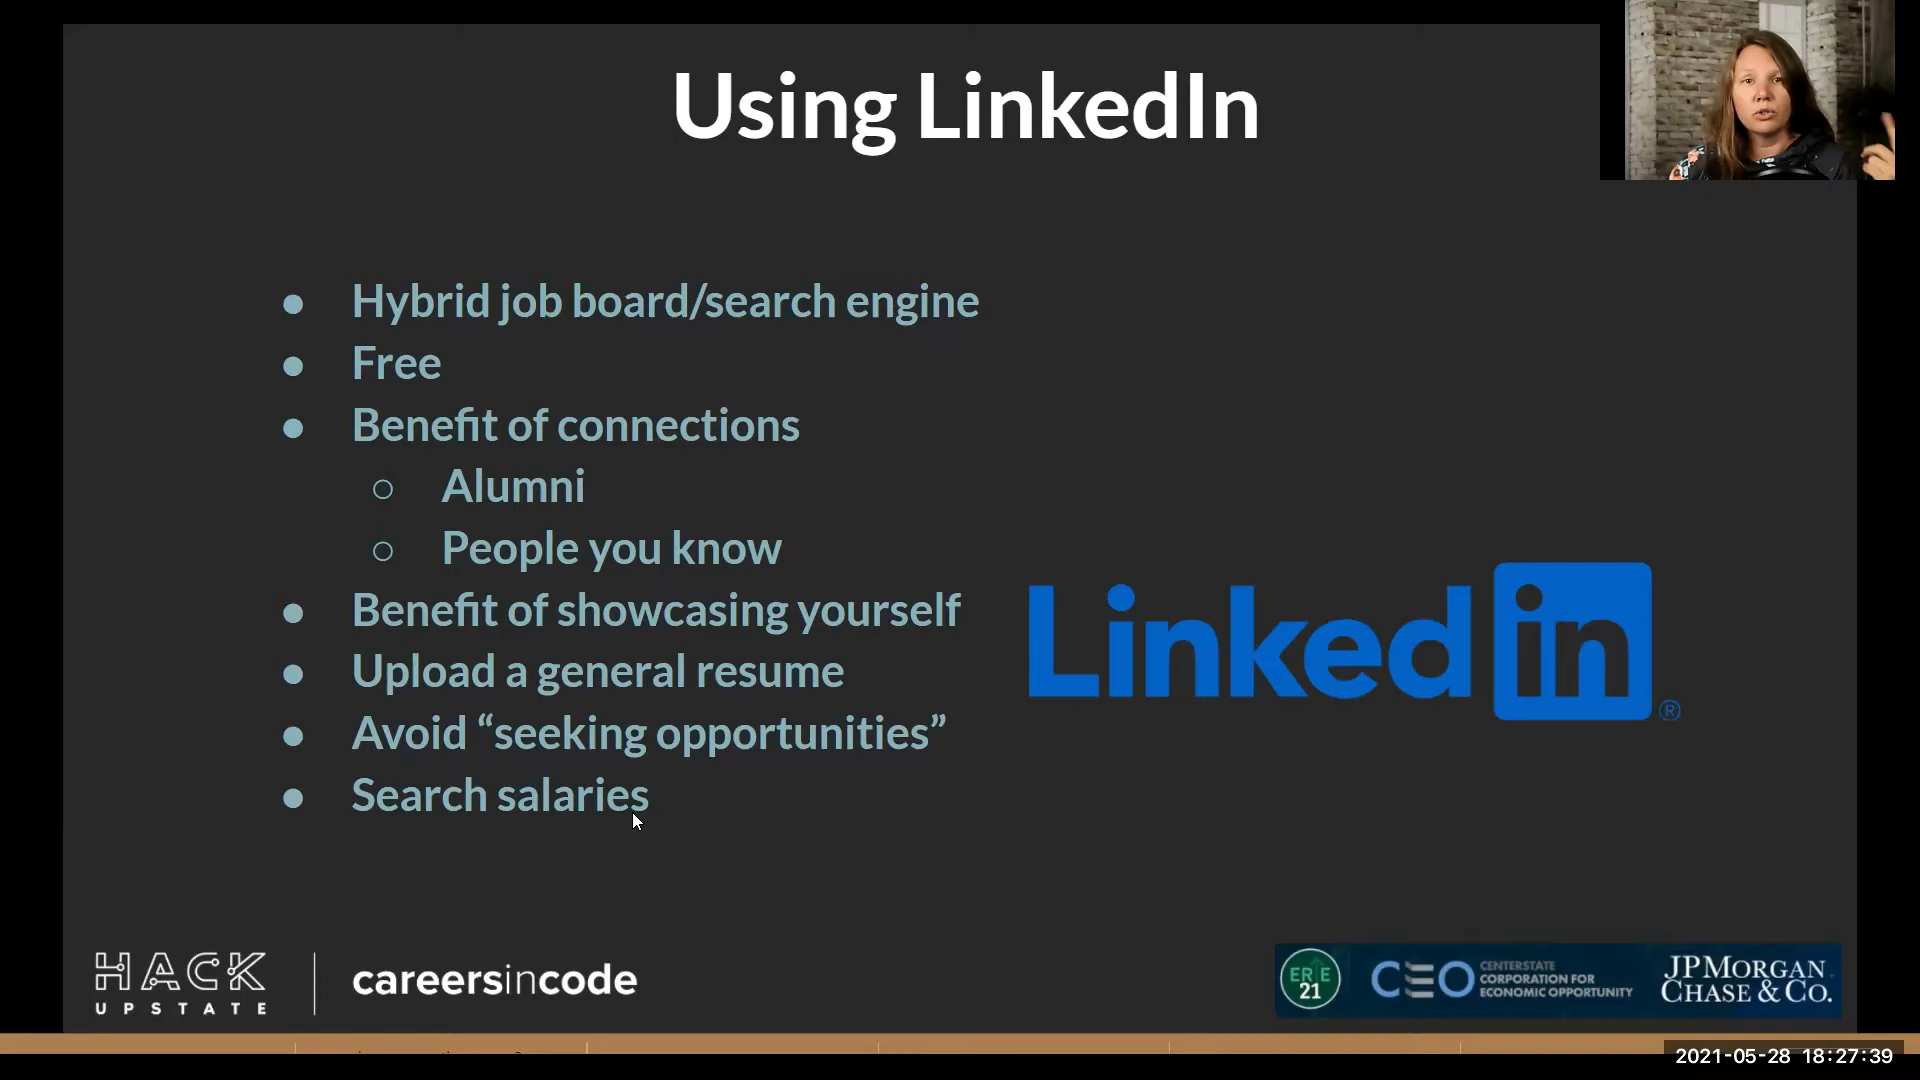 Using LinkedIn
● Hybrid job board/search engine
● Free
● Benefit of connections
○ Alumni
○ People you know
● Benefit of showcasing yourself
● Upload a general resume
● Avoid “seeking opportunities”
● Search salaries
Linked in ®
HACK
UPSTATE
careersincode
ERIE
21
CEO
CENTERSTATE
CORPORATION FOR
ECONOMIC OPPORTUNITY
JPMORGAN
CHASE & CO.
2021-05-28 18:27:39